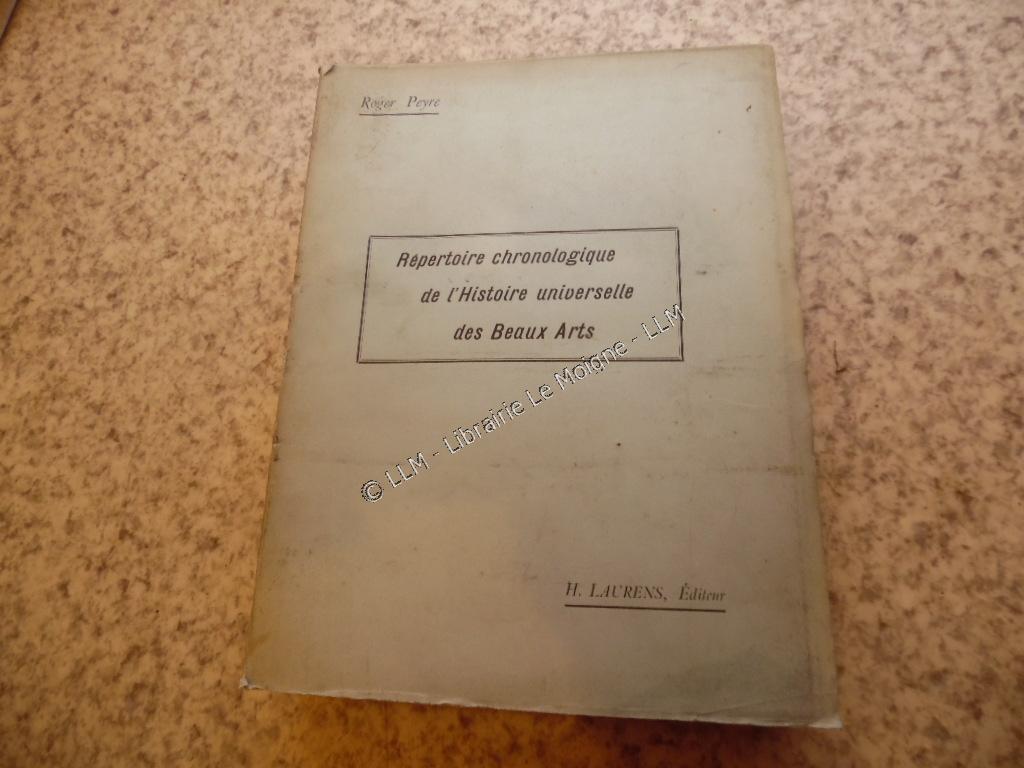 Roger Peyre
Répertoire chronologique
de l'Histoire universelle
des Beaux Arts
© LLM - Librairie Le Moigne - LLM
H. LAURENS, Éditeur